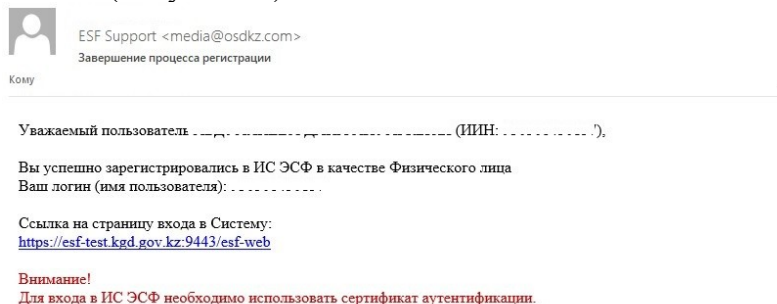 ESF Support <media@osdkz.com>
Завершение процесса регистрации
Кому
Уважаемый пользователь (ИИН: '),
Вы успешно зарегистрировались в ИС ЭСФ в качестве Физического лица
Ваш логин (имя пользователя):
Ссылка на страницу входа в Систему:
https://esf-test.kgd.gov.kz:9443/esf-web
Внимание!
Для входа в ИС ЭСФ необходимо использовать сертификат аутентификации.